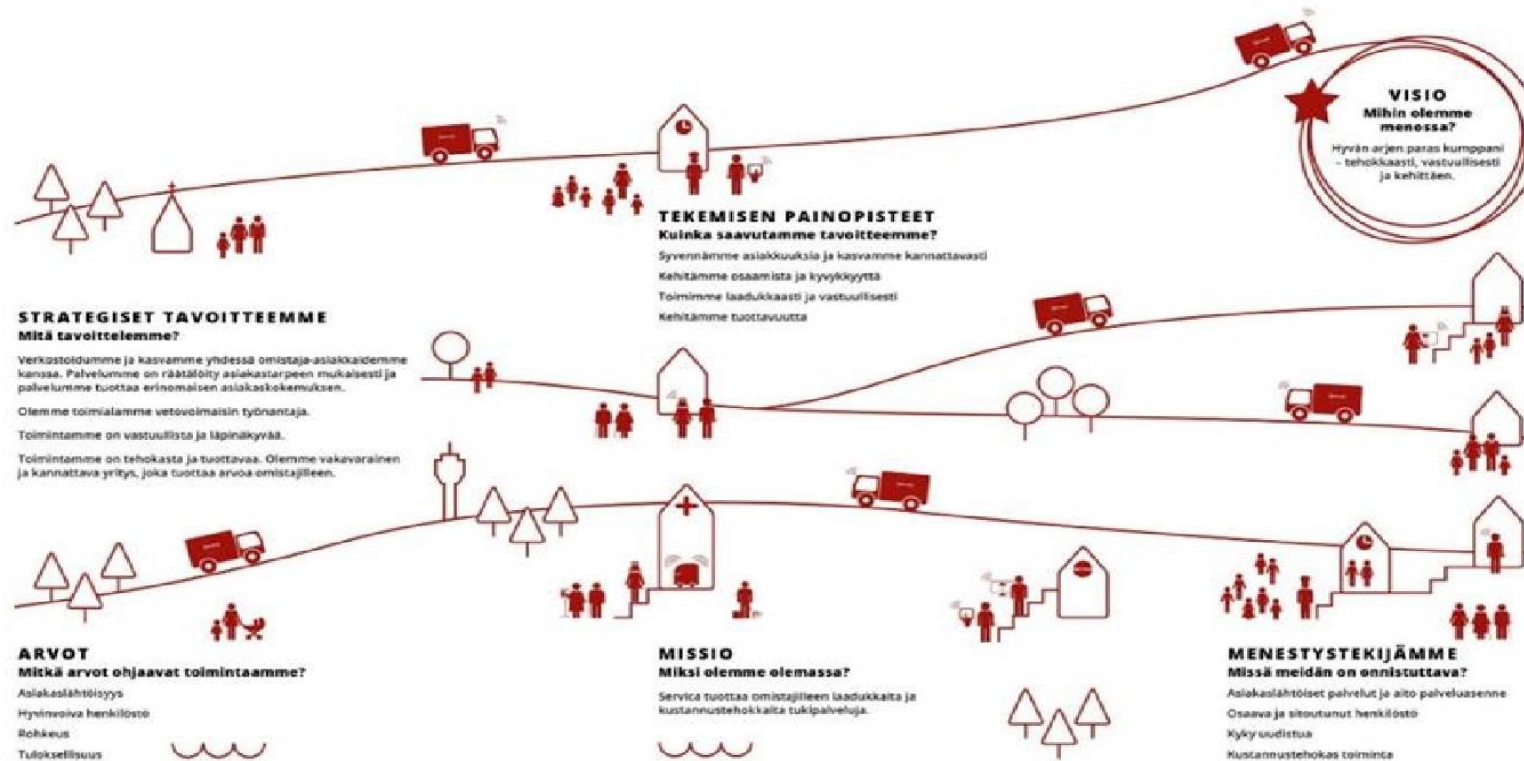 VISIO
Mihin olemme
menossa?
Hyvän arjen paras kumppani
– tehokkaasti, vastuullisesti
ja kehittäen.
TEKEMISEN PAINOPISTEET
Kuinka saavutamme tavoitteemme?
Syvennämme asiakkuuksia ja kasvamme kannattavasti
Kehitämme osaamista ja kyvykkyyttä
Toimimme laadukkaasti ja vastuullisesti
Kehitämme tuottavuutta
STRATEGISET TAVOITTEEMME
Mitä tavoittelemme?
Verkostoidumme ja kasvamme yhdessä omistaja-asiakkaidemme
kanssa. Palvelumme on räätälöity asiakastarpeen mukaisesti ja
palvelumme tuottaa erinomaisen asiakaskokemuksen.
Olemme toimialamme vetovoimaisin työnantaja.
Toimintamme on vastuullista ja läpinäkyvää.
Toimintamme on tehokasta ja tuottavaa. Olemme vakavarainen
ja kannattava yritys, joka tuottaa arvoa omistajilleen.
ARVOT
Mitkä arvot ohjaavat toimintaamme?
Asiakaslähtöisyys
Hyvinvoiva henkilöstö
Rohkeus
Tuloksellisuus
MISSIO
Miksi olemme olemassa?
Servica tuottaa omistajilleen laadukkaita ja
kustannustehokkaita tukipalveluja.
MENESTYSTEKIJÄMME
Missä meidän on onnistuttava?
Asiakaslähtöiset palvelut ja aito palveluasenne
Osaava ja sitoutunut henkilöstö
Kyky uudistua
Kustannustehokas toiminta